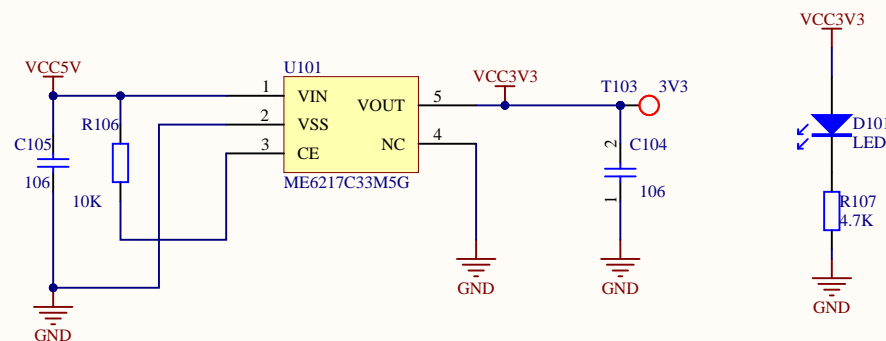 VCC5V
C105
106
R106
10K
GND
U101
1
VIN
2
VSS
3
CE
VOUT
5
NC
4
ME6217C33M5G
VCC3V3
GND
T103
3V3
2
C104
1
106
GND
VCC3V3
D101
LED
R107
4.7K
GND